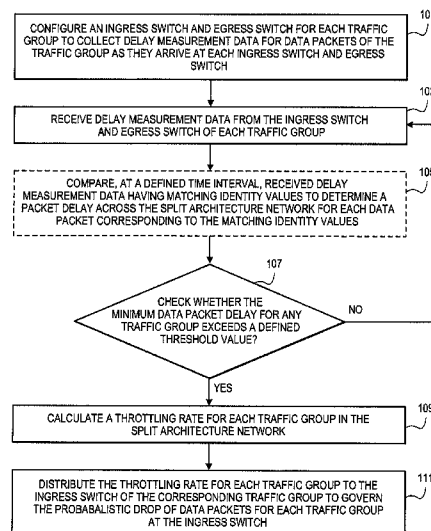 10
CONFIGURE AN INGRESS SWITCH AND EGRESS SWITCH FOR EACH TRAFFIC
GROUP TO COLLECT DELAY MEASUREMENT DATA FOR DATA PACKETS OF
THE TRAFFIC GROUP AS THEY ARRIVE AT EACH INGRESS SWITCH AND EGRESS
SWITCH
103
RECEIVE DELAY MEASUREMENT DATA FROM THE INGRESS SWITCH
AND EGRESS SWITCH OF EACH TRAFFIC GROUP
105
COMPARE, AT A DEFINED TIME INTERVAL, RECEIVED DELAY
MEASUREMENT DATA HAVING MATCHING IDENTITY VALUES TO DETERMINE A
PACKET DELAY ACROSS THE SPLIT ARCHITECTURE NETWORK FOR EACH DATA
PACKET CORRESPONDING TO THE MATCHING IDENTITY VALUES
107
CHECK WHETHER THE
MINIMUM DATA PACKET DELAY FOR ANY
TRAFFIC GROUP EXCEEDS A DEFINED
THRESHOLD VALUE?
NO
YES
109
CALCULATE A THROTTLING RATE FOR EACH TRAFFIC GROUP IN THE
SPLIT ARCHITECTURE NETWORK
111
DISTRIBUTE THE THROTTLING RATE FOR EACH TRAFFIC GROUP TO THE
INGRESS SWITCH OF THE CORRESPONDING TRAFFIC GROUP TO GOVERN
THE PROBABALISTIC DROP OF DATA PACKETS FOR EACH TRAFFIC GROUP
AT THE INGRESS SWITCH